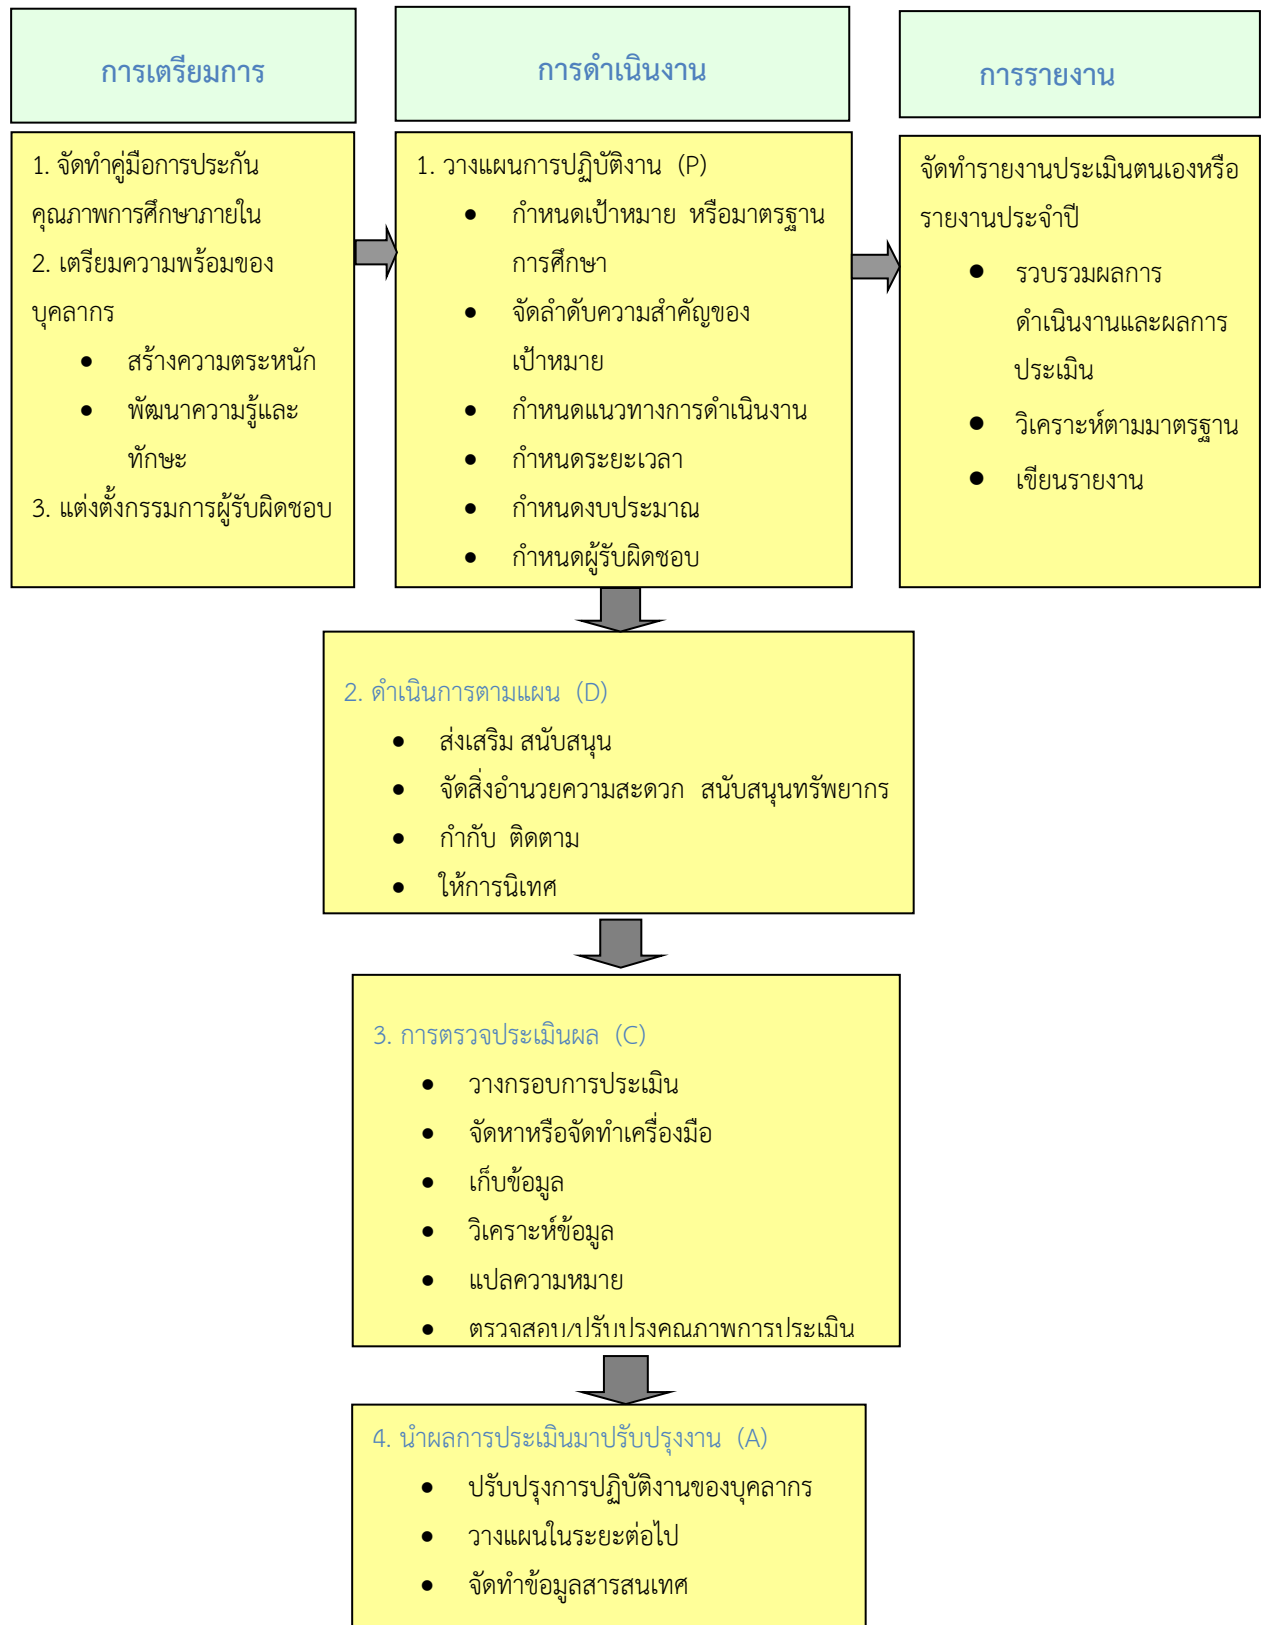 การเตรียมการ
1. จัดทำคู่มือการประกัน
คุณภาพการศึกษาภายใน
2. เตรียมความพร้อมของ
บุคลากร
● สร้างความตระหนัก
● พัฒนาความรู้และ
ทักษะ
3. แต่งตั้งกรรมการผู้รับผิดชอบ
การดำเนินงาน
1. วางแผนการปฏิบัติงาน (P)
● กำหนดเป้าหมาย หรือมาตรฐาน
การศึกษา
● จัดลำดับความสำคัญของ
เป้าหมาย
● กำหนดแนวทางการดำเนินงาน
● กำหนดระยะเวลา
● กำหนดงบประมาณ
● กำหนดผู้รับผิดชอบ
การรายงาน
จัดทำรายงานประเมินตนเองหรือ
รายงานประจำปี
● รวบรวมผลการ
ดำเนินงานและผลการ
ประเมิน
● วิเคราะห์ตามมาตรฐาน
● เขียนรายงาน
2. ดำเนินการตามแผน (D)
● ส่งเสริม สนับสนุน
● จัดสิ่งอำนวยความสะดวก สนับสนุนทรัพยากร
● กำกับ ติดตาม
● ให้การนิเทศ
3. การตรวจประเมินผล (C)
● วางกรอบการประเมิน
● จัดหาหรือจัดทำเครื่องมือ
● เก็บข้อมูล
● วิเคราะห์ข้อมูล
● แปลความหมาย
● ตรวจสอบ/ปรับปรุงคุณภาพการประเมิน
4. นำผลการประเมินมาปรับปรุงงาน (A)
● ปรับปรุงการปฏิบัติงานของบุคลากร
● วางแผนในระยะต่อไป
● จัดทำข้อมูลสารสนเทศ